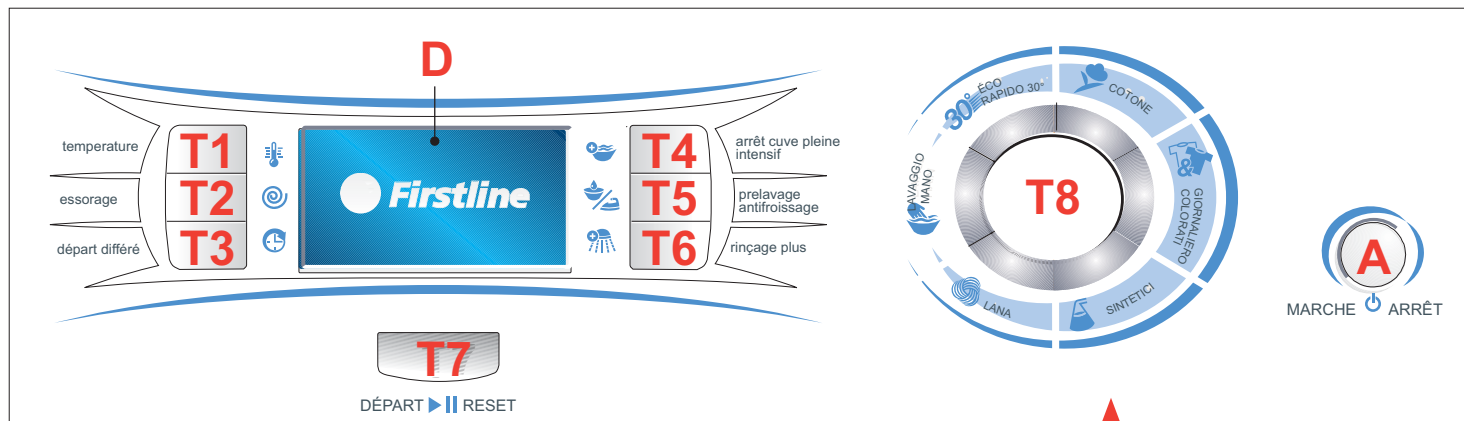 D
temperature
T1
essorage
T2
départ différé
T3
Firstline
T4
arrêt cuve pleine
intensif
T5
prelavage
antifroissage
T6
rinçage plus
T7
DÉPART RESET
30°
ÉCO
RAPIDO 30°
COTONE
&
GIORNALIERO
COLORATI
SINTETICI
LANA
LAVAGGIO
MANO
T8
A
MARCHE ARRÊT